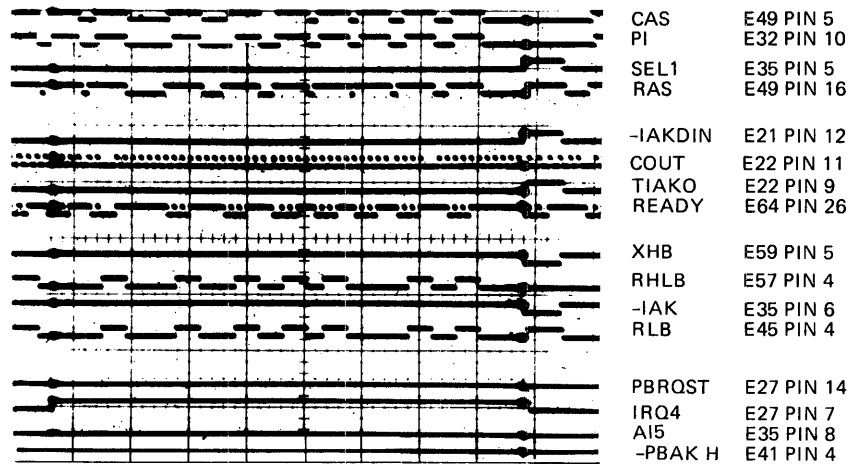 CAS E49 PIN 5
PI E32 PIN 10
SEL1 E35 PIN 5
RAS E49 PIN 16
-IAKDIN E21 PIN 12
COUT E22 PIN 11
TIAKO E22 PIN 9
READY E64 PIN 26
XHB E59 PIN 5
RHLB E57 PIN 4
-IAK E35 PIN 6
RLB E45 PIN 4
PBRQST E27 PIN 14
IRQ4 E27 PIN 7
AI5 E35 PIN 8
-PBAK H E41 PIN 4